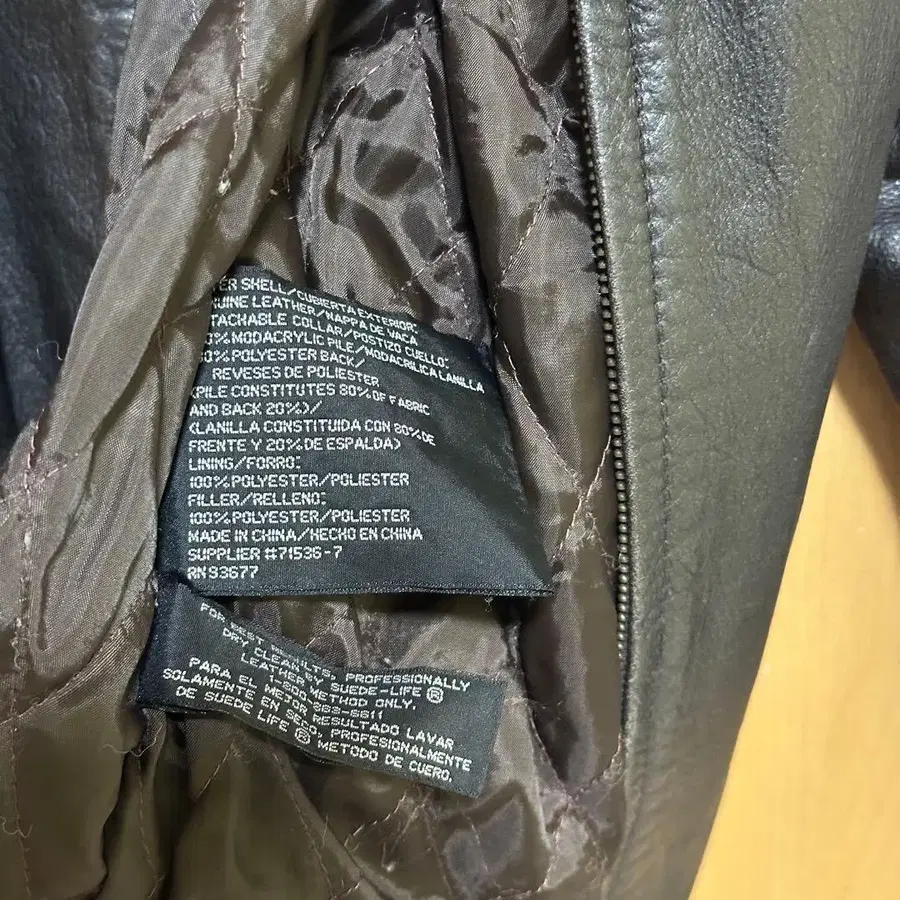 TER SHELL/CUBIERTA EXTERIOR:
UINE LEATHER/NAPPA DE VACA
TACHABLE COLLAR/POSTIZO CUELLO:
0% MODACRYLIC PILE/MODACRILICA LANILLA
00% POLYESTER BACK/
REVESES DE POLIESTER
(PILE CONSTITUTES 80% OF FABRIC
AND BACK 20%)/
(LANILLA CONSTITUIDA CON 80% DE
FRENTE Y 20% DE ESPALDA)
LINING/FORRO:
100% POLYESTER/POLIESTER
FILLER/RELLENO:
100% POLYESTER/POLIESTER
MADE IN CHINA/HECHO EN CHINA
SUPPLIER #71536-7
RN93677
FOR BEST RESULTS,
DRY CLEAN BY PROFESSIONALLY
LEATHER METHOD ONLY.
SUEDE-LIFE ®
PARA EL MEJOR RESULTADO LAVAR
SOLAMENTE EN SECO, PROFESIONALMENTE
DE SUEDE LIFE ® METODO DE CUERO.